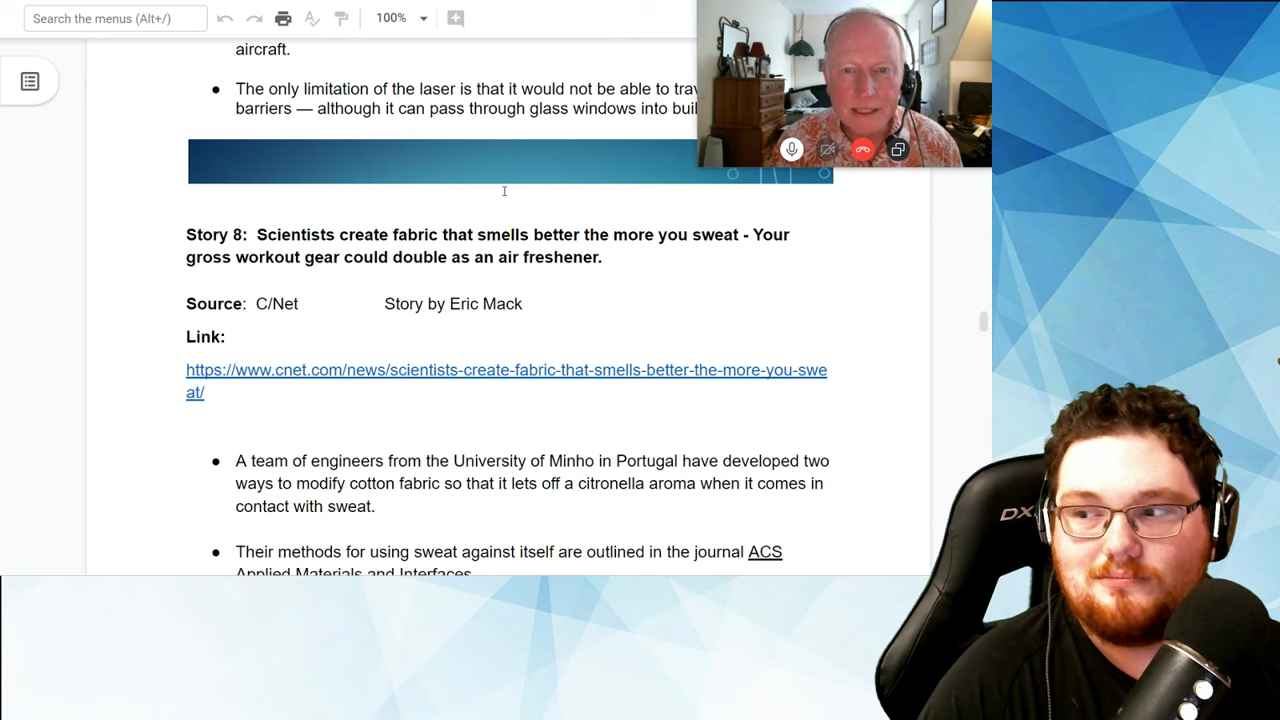 Search the menus (Alt+/)
100%
aircraft.
The only limitation of the laser is that it would not be able to
barriers — although it can pass through glass windows into
Story 8: Scientists create fabric that smells better the more you sweat - Your
gross workout gear could double as an air freshener.
Source: C/Net Story by Eric Mack
Link:
https://www.cnet.com/news/scientists-create-fabric-that-smells-better-the-more-you-swe
at/
A team of engineers from the University of Minho in Portugal have developed two
ways to modify cotton fabric so that it lets off a citronella aroma when it comes in
contact with sweat.
Their methods for using sweat against itself are outlined in the journal ACS
Applied Materials and Interfaces